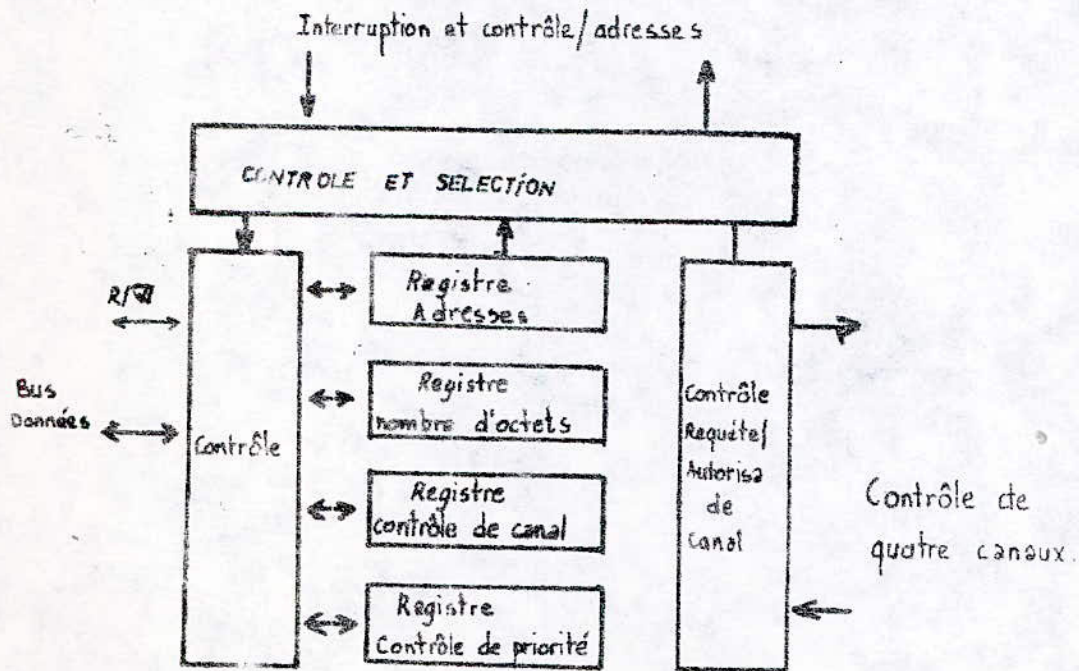 Interruption et contrôle/adresses
CONTROLE ET SELECTION
R/W
Bus
Données
Contrôle
Registre
Adresses
Registre
nombre d'octets
Registre
contrôle de canal
Registre
Contrôle de priorité
Contrôle
Requéte/
Autorisa
de
Canal
Contrôle de
quatre canaux.